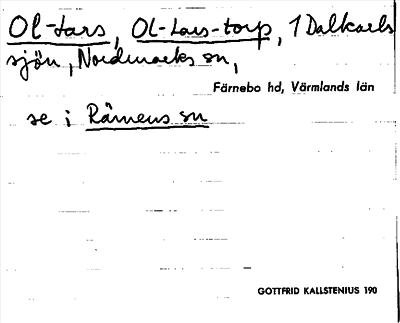 Ol-Lars, Ol-Lars-torp, 1 Dalkarls
sjön, Nordmarks sn,
Färnebo hd, Värmlands län
se i Rämens sn
GOTTFRID KALLSTENIUS 190